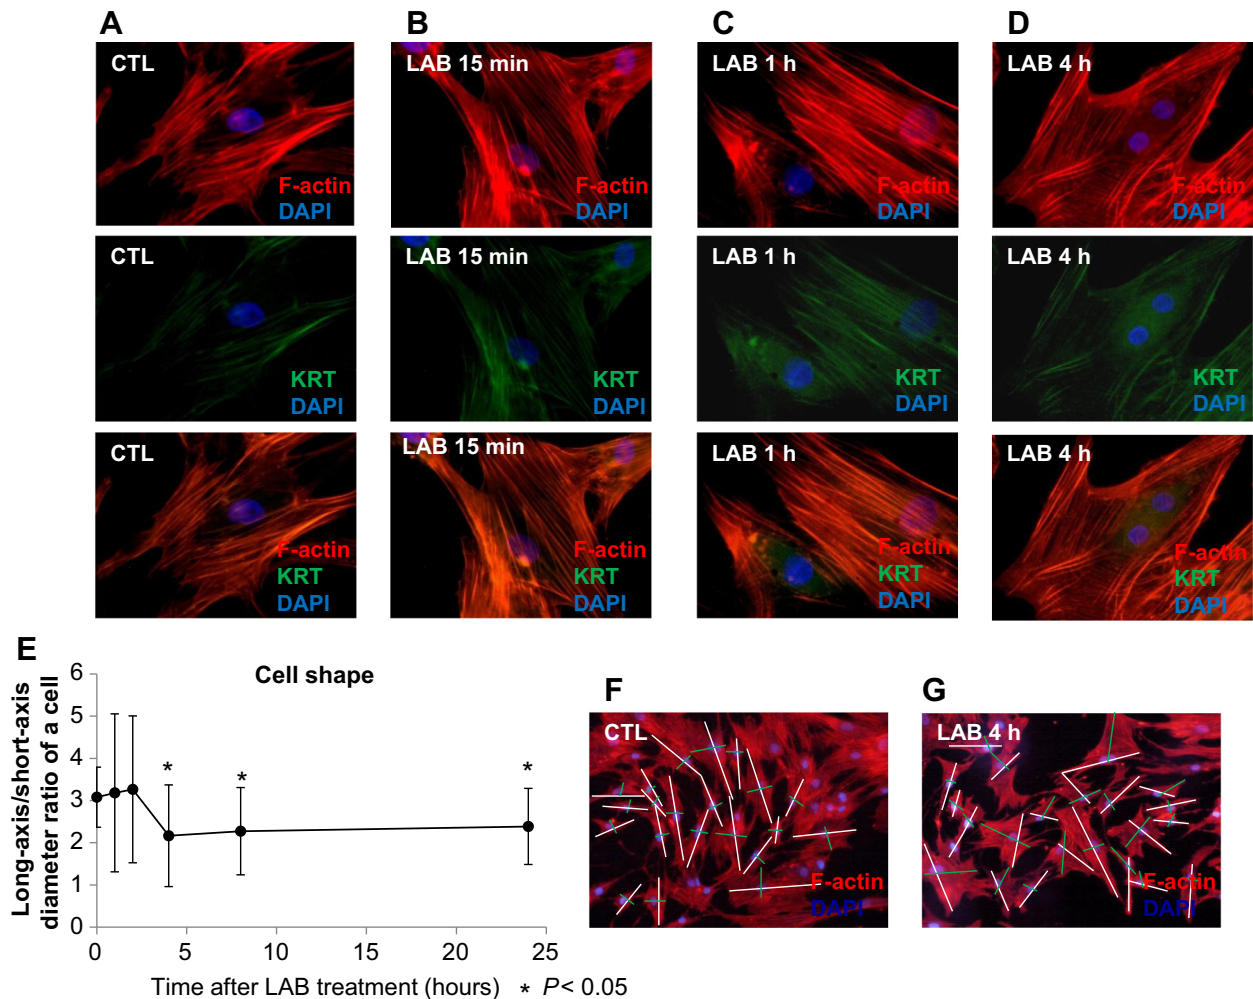 A
B
C
D
CTL
F-actin
DAPI
LAB 15 min
F-actin
DAPI
LAB 1 h
F-actin
DAPI
LAB 4 h
F-actin
DAPI
CTL
KRT
DAPI
LAB 15 min
KRT
DAPI
LAB 1 h
KRT
DAPI
LAB 4 h
KRT
DAPI
CTL
F-actin
KRT
DAPI
LAB 15 min
F-actin
KRT
DAPI
LAB 1 h
F-actin
KRT
DAPI
LAB 4 h
F-actin
KRT
DAPI
E
Cell shape
Long-axis/short-axis
diameter ratio of a cell
6
5
4
3
2
1
0
* * *
0 5 10 15 20 25
Time after LAB treatment (hours) * P< 0.05
F
CTL
F-actin
DAPI
G
LAB 4 h
F-actin
DAPI